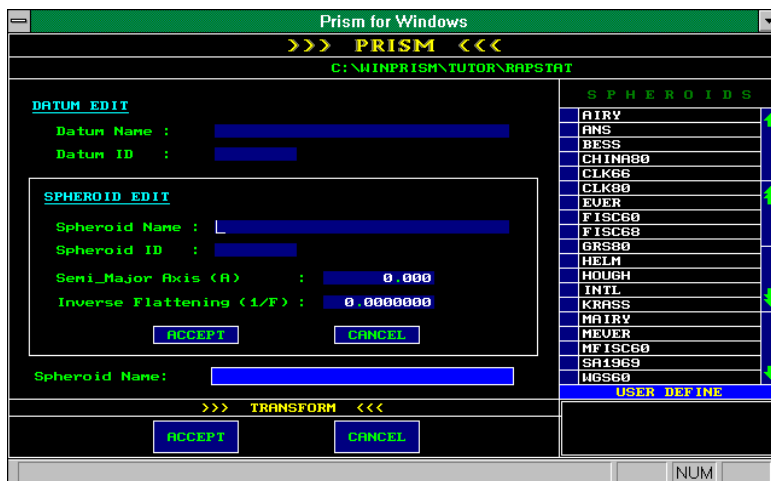 Prism for Windows
>>> PRISM <<<
C:\WINPRISM\TUTOR\RAPSTAT
DATUM EDIT
Datum Name :
Datum ID :
SPHEROID EDIT
Spheroid Name :
Spheroid ID :
Semi_Major Axis (A) : 0.000
Inverse Flattening (1/F) : 0.0000000
ACCEPT CANCEL
Spheroid Name:
>>> TRANSFORM <<<
ACCEPT CANCEL
SPHEROIDS
AIRY
ANS
BESS
CHINA80
CLK66
CLK80
EVER
FISC60
FISC68
GRS80
HELM
HOUGH
INTL
KRASS
MAIRY
MEVER
MFISC60
SA1969
WGS60
USER DEFINE
NUM